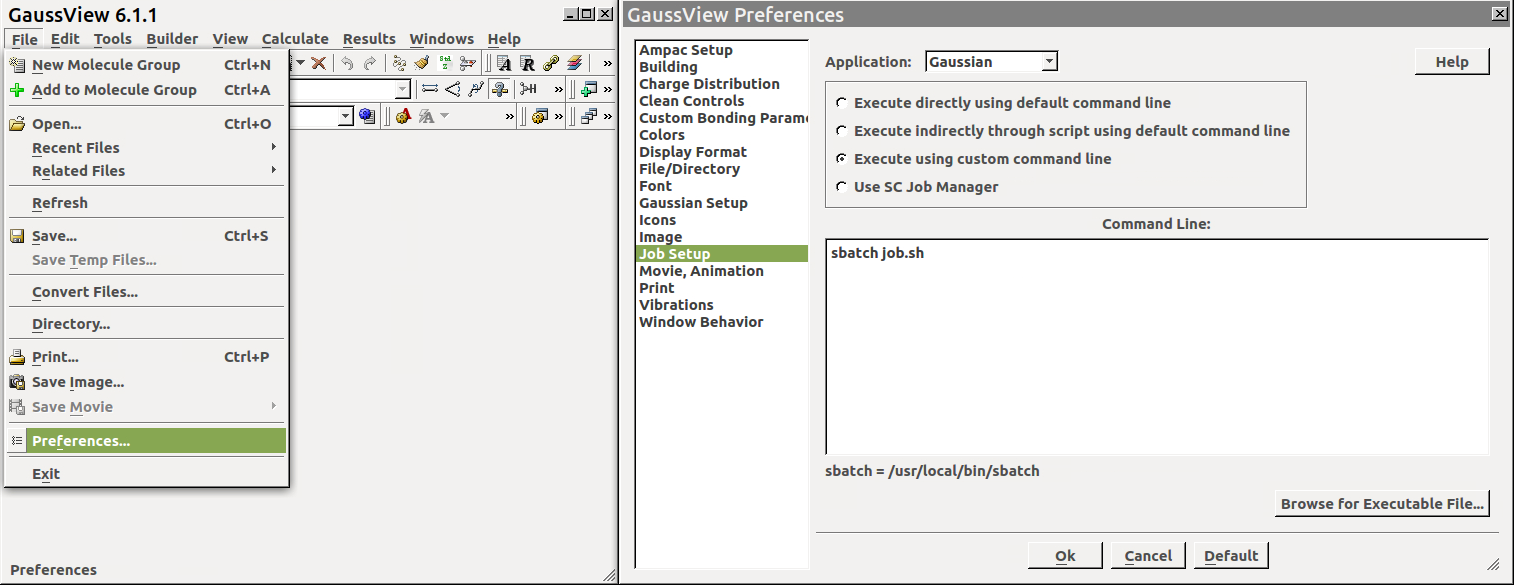 GaussView 6.1.1
File Edit Tools Builder View Calculate Results Windows Help
New Molecule Group Ctrl+N
Add to Molecule Group Ctrl+A
Open... Ctrl+O
Recent Files
Related Files
Refresh
Save... Ctrl+S
Save Temp Files...
Convert Files...
Directory...
Print... Ctrl+P
Save Image...
Save Movie
Preferences...
Exit
Preferences
GaussView Preferences
Ampac Setup
Building
Charge Distribution
Clean Controls
Custom Bonding Parame
Colors
Display Format
File/Directory
Font
Gaussian Setup
Icons
Image
Job Setup
Movie, Animation
Print
Vibrations
Window Behavior
Application: Gaussian
Help
Execute directly using default command line
Execute indirectly through script using default command line
Execute using custom command line
Use SC Job Manager
Command Line:
sbatch job.sh
sbatch = /usr/local/bin/sbatch
Browse for Executable File...
Ok Cancel Default